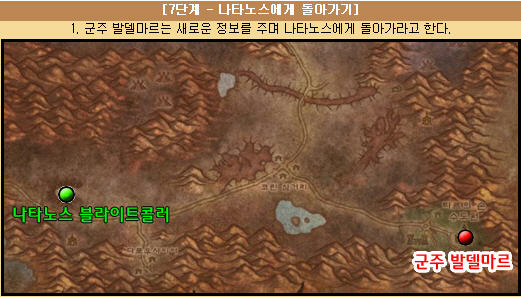 [7단계 - 나타노스에게 돌아가기]
1. 군주 발델마르는 새로운 정보를 주며 나타노스에게 돌아가라고 한다.
나타노스 블라이트콜러
군주 발델마르